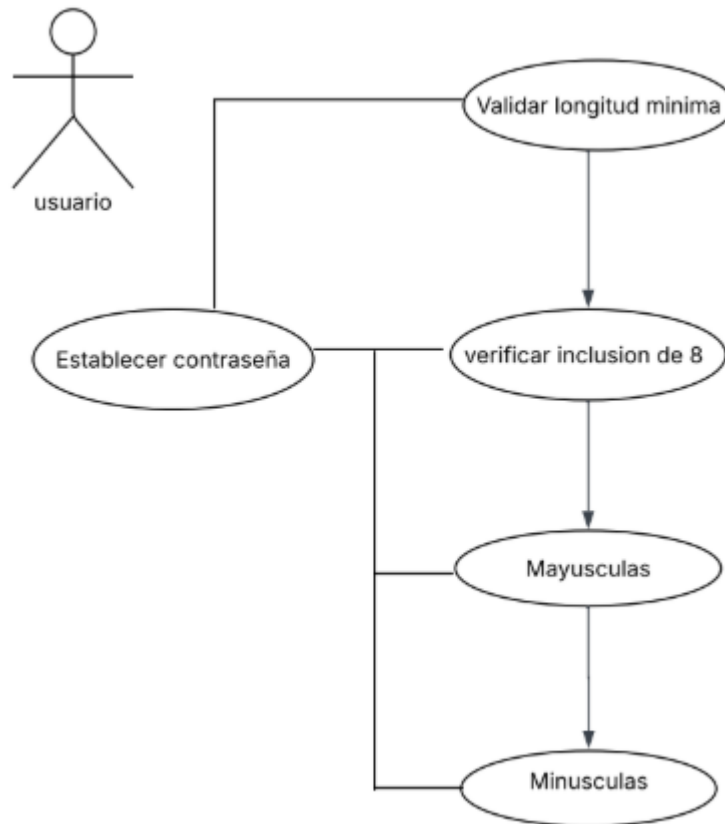 Validar longitud minima
usuario
Establecer contraseña
verificar inclusion de 8
Mayusculas
Minusculas